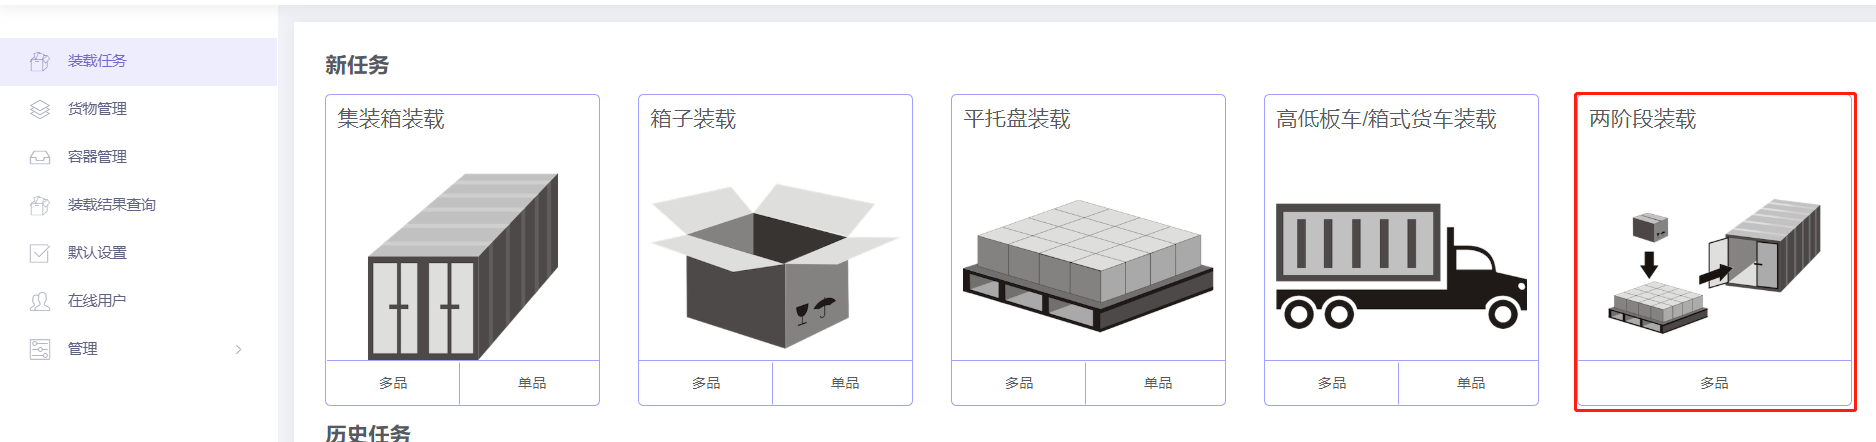 装载任务
货物管理
容器管理
装载结果查询
默认设置
在线用户
管理
新任务
集装箱装载
多品
单品
箱子装载
多品
单品
平托盘装载
多品
单品
高低板车/箱式货车装载
多品
单品
两阶段装载
多品
历史任务